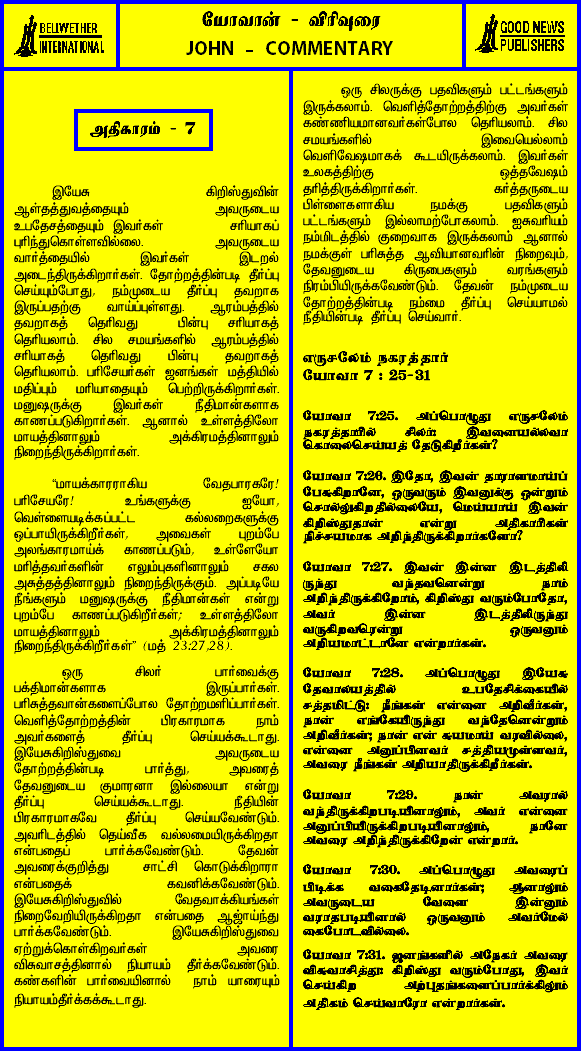 BELWETHER
INTERNATIONAL
யோவான் - விரிவுரை
JOHN - COMMENTARY
GOOD NEWS
PUBLISHERS
அதிகாரம் - 7
இயேசு கிறிஸ்துவின்
ஆள்தத்துவத்தையும் அவருடைய
உபதேசத்தையும் இவர்கள் சரியாகப்
புரிந்துகொள்ளவில்லை. அவருடைய
வார்த்தையில் இவர்கள் இடறல்
அடைந்திருக்கிறார்கள். தோற்றத்தின்படி தீர்ப்பு
செய்யும்போது, நம்முடைய தீர்ப்பு தவறாக
இருப்பதற்கு வாய்ப்புள்ளது. ஆரம்பத்தில்
தவறாகத் தெரிவது பின்பு சரியாகத்
தெரியலாம். சில சமயங்களில் ஆரம்பத்தில்
சரியாகத் தெரிவது பின்பு தவறாகத்
தெரியலாம். பரிசேயர்கள் ஜனங்கள் மத்தியில்
மதிப்பும் மரியாதையும் பெற்றிருக்கிறார்கள்.
மனுஷருக்கு இவர்கள் நீதிமான்களாக
காணப்படுகிறார்கள். ஆனால் உள்ளத்திலோ
மாயத்தினாலும் அக்கிரமத்தினாலும்
நிறைந்திருக்கிறார்கள்.
"மாயக்காரராகிய வேதபாரகரே!
பரிசேயரே! உங்களுக்கு ஐயோ,
வெள்ளையடிக்கப்பட்ட கல்லறைகளுக்கு
ஒப்பாயிருக்கிறீர்கள், அவைகள் புறம்பே
அலங்காரமாய்க் காணப்படும், உள்ளேயோ
மரித்தவர்களின் எலும்புகளினாலும் சகல
அசுத்தத்தினாலும் நிறைந்திருக்கும். அப்படியே
நீங்களும் மனுஷருக்கு நீதிமான்கள் என்று
புறம்பே காணப்படுகிறீர்கள்; உள்ளத்திலோ
மாயத்தினாலும் அக்கிரமத்தினாலும்
நிறைந்திருக்கிறீர்கள்" (மத் 23:27,28).
ஒரு சிலர் பார்வைக்கு
பக்திமான்களாக இருப்பார்கள்.
பரிசுத்தவான்களைப்போல தோற்றமளிப்பார்கள்.
வெளித்தோற்றத்தின் பிரகாரமாக நாம்
அவர்களைத் தீர்ப்பு செய்யக்கூடாது.
இயேசுகிறிஸ்துவை அவருடைய
தோற்றத்தின்படி பார்த்து, அவரைத்
தேவனுடைய குமாரனா இல்லையா என்று
தீர்ப்பு செய்யக்கூடாது. நீதியின்
பிரகாரமாகவே தீர்ப்பு செய்யவேண்டும்.
அவரிடத்தில் தெய்வீக வல்லமையிருக்கிறதா
என்பதைப் பார்க்கவேண்டும். தேவன்
அவரைக்குறித்து சாட்சி கொடுக்கிறாரா
என்பதைக் கவனிக்கவேண்டும்.
இயேசுகிறிஸ்துவில் வேதவாக்கியங்கள்
நிறைவேறியிருக்கிறதா என்பதை ஆராய்ந்து
பார்க்கவேண்டும். இயேசுகிறிஸ்துவை
ஏற்றுக்கொள்கிறவர்கள் அவரை
விசுவாசத்தினால் நியாயம் தீர்க்கவேண்டும்.
கண்களின் பார்வையினால் நாம் யாரையும்
நியாயம்தீர்க்கக்கூடாது.
ஒரு சிலருக்கு பதவிகளும் பட்டங்களும்
இருக்கலாம். வெளித்தோற்றத்திற்கு அவர்கள்
கண்ணியமானவர்கள்போல தெரியலாம். சில
சமயங்களில் இவையெல்லாம்
வெளிவேஷமாகக் கூடயிருக்கலாம். இவர்கள்
உலகத்திற்கு ஒத்தவேஷம்
தரித்திருக்கிறார்கள். கர்த்தருடைய
பிள்ளைகளாகிய நமக்கு பதவிகளும்
பட்டங்களும் இல்லாமற்போகலாம். ஐசுவரியம்
நம்மிடத்தில் குறைவாக இருக்கலாம் ஆனால்
நமக்குள் பரிசுத்த ஆவியானவரின் நிறைவும்,
தேவனுடைய கிருபைகளும் வரங்களும்
நிரம்பியிருக்கவேண்டும். தேவன் நம்முடைய
தோற்றத்தின்படி நம்மை தீர்ப்பு செய்யாமல்
நீதியின்படி தீர்ப்பு செய்வார்.
எருசலேம் நகரத்தார்
யோவா 7 : 25-31
யோவா 7:25. அப்பொழுது எருசலேம்
நகரத்தாரில் சிலர்: இவனையல்லவா
கொலைசெய்யத் தேடுகிறீர்கள்?
யோவா 7:26. இதோ, இவன் தாராளமாய்ப்
பேசுகிறானே, ஒருவரும் இவனுக்கு ஒன்றும்
சொல்லுகிறதில்லையே, மெய்யாய் இவன்
கிறிஸ்துதான் என்று அதிகாரிகள்
நிச்சயமாக அறிந்திருக்கிறார்களோ?
யோவா 7:27. இவன் இன்ன இடத்திலி
ருந்து வந்தவனென்று நாம்
அறிந்திருக்கிறோம், கிறிஸ்து வரும்போதோ,
அவர் இன்ன இடத்திலிருந்து
வருகிறவரென்று ஒருவனும்
அறியமாட்டானே என்றார்கள்.
யோவா 7:28. அப்பொழுது இயேசு
தேவாலயத்தில் உபதேசிக்கையில்
சத்தமிட்டு: நீங்கள் என்னை அறிவீர்கள்,
நான் எங்கேயிருந்து வந்தேனென்றும்
அறிவீர்கள்; நான் என் சுயமாய் வரவில்லை,
என்னை அனுப்பினவர் சத்தியமுள்ளவர்,
அவரை நீங்கள் அறியாதிருக்கிறீர்கள்.
யோவா 7:29. நான் அவரால்
வந்திருக்கிறபடியினாலும், அவர் என்னை
அனுப்பியிருக்கிறபடியினாலும், நானே
அவரை அறிந்திருக்கிறேன் என்றார்.
யோவா 7:30. அப்பொழுது அவரைப்
பிடிக்க வகைதேடினார்கள்; ஆனாலும்
அவருடைய வேளை இன்னும்
வராதபடியினால் ஒருவனும் அவர்மேல்
கைபோடவில்லை.
யோவா 7:31. ஜனங்களில் அநேகர் அவரை
விசுவாசித்து: கிறிஸ்து வரும்போது, இவர்
செய்கிற அற்புதங்களைப்பார்க்கிலும்
அதிகம் செய்வாரோ என்றார்கள்.